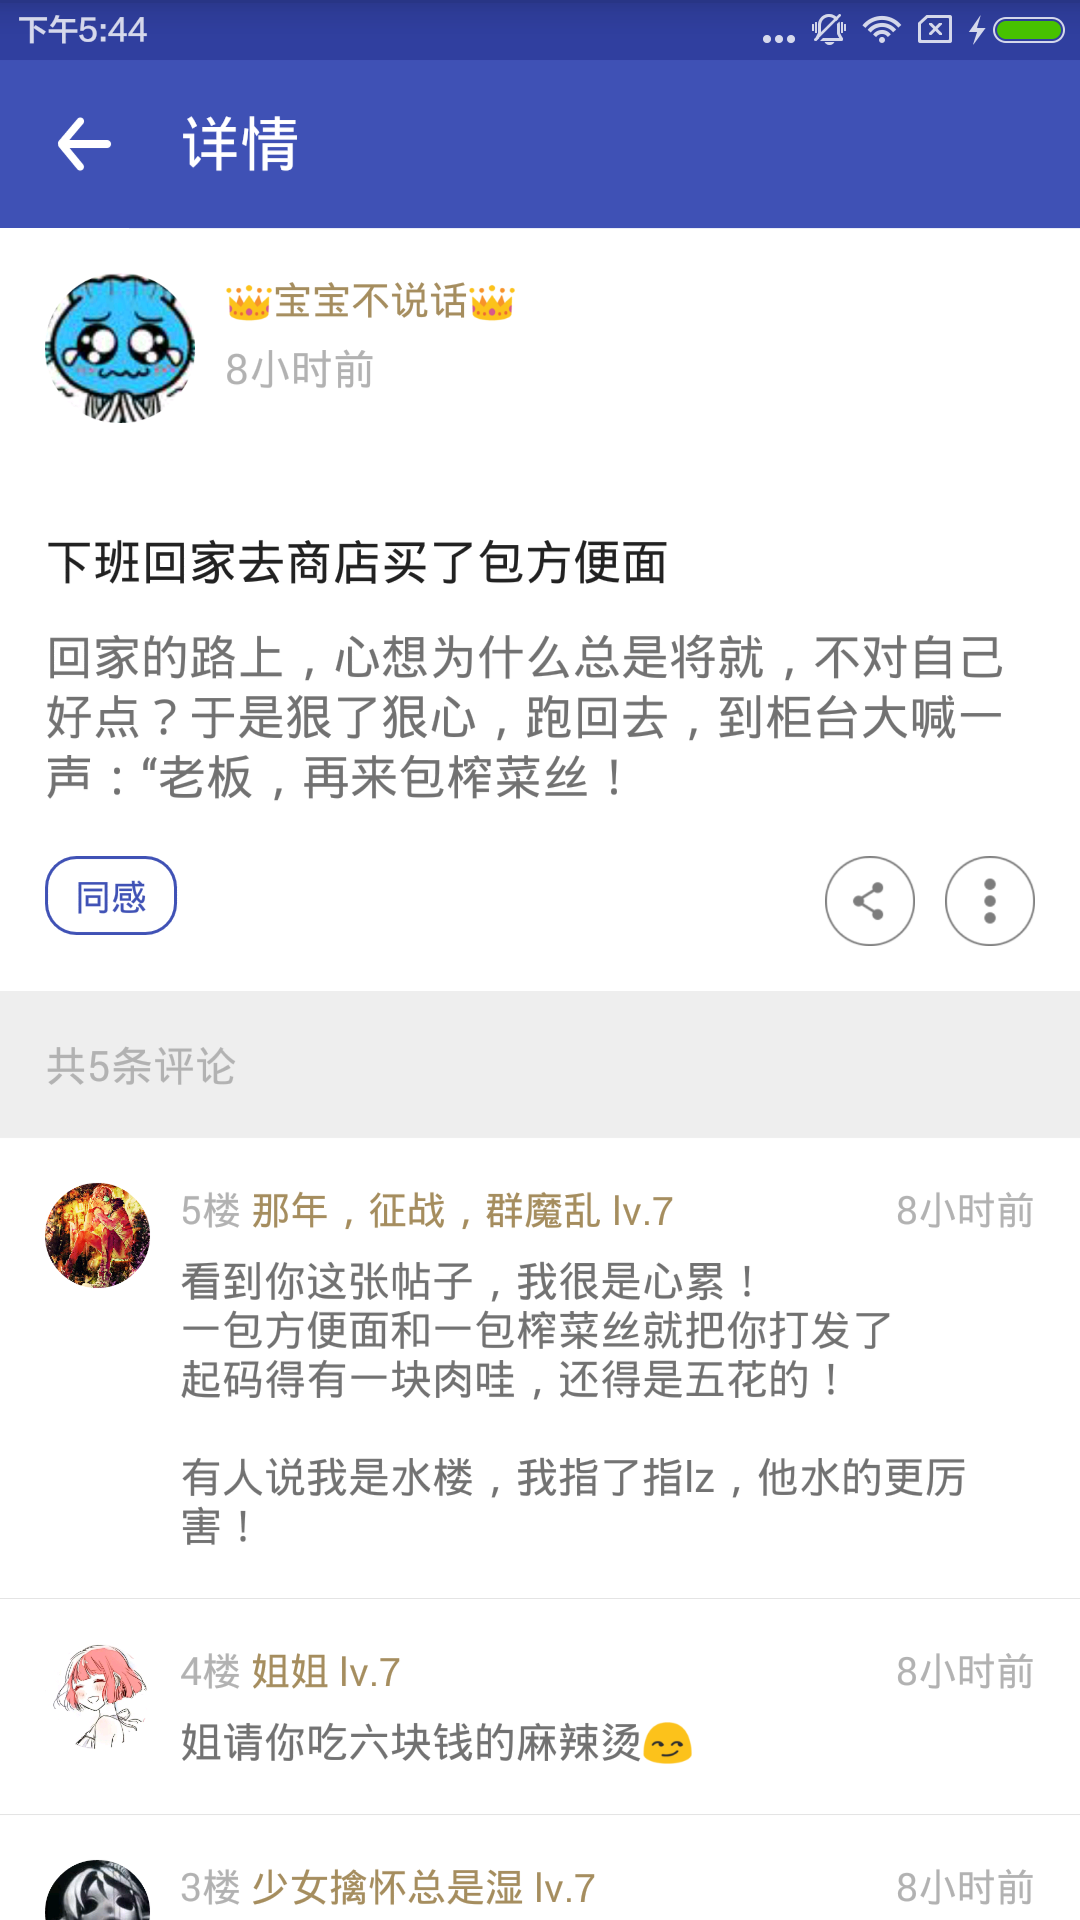 下午5:44
详情
👑宝宝不说话👑
8小时前
下班回家去商店买了包方便面
回家的路上，心想为什么总是将就，不对自己
好点？于是狠了狠心，跑回去，到柜台大喊一
声：“老板，再来包榨菜丝！
同感
共5条评论
5楼 那年，征战，群魔乱 lv.7 8小时前
看到你这张帖子，我很是心累！
一包方便面和一包榨菜丝就把你打发了
起码得有一块肉哇，还得是五花的！
有人说我是水楼，我指了指lz，他水的更厉
害！
4楼 姐姐 lv.7 8小时前
姐请你吃六块钱的麻辣烫😏
3楼 少女擒怀总是湿 lv.7 8小时前